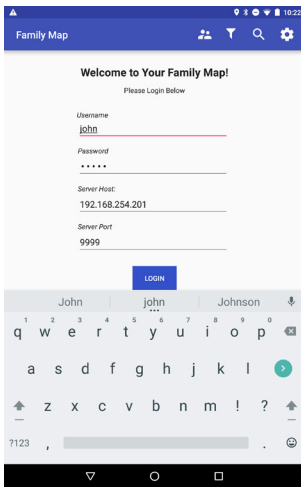 10:22
Family Map
Welcome to Your Family Map!
Please Login Below
Username
john
Password
•••••
Server Host:
192.168.254.201
Server Port
9999
LOGIN
John john Johnson
1 2 3 4 5 6 7 8 9 0
q w e r t y u i o p
a s d f g h j k l
z x c v b n m ! ?
?123 , .